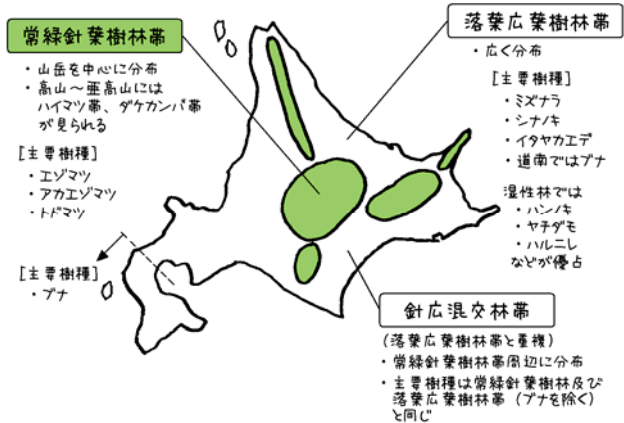 常緑針葉樹林帯
・山岳を中心に分布
・高山～亜高山には
ハイマツ帯、ダケカンバ帯
が見られる
[主要樹種]
・エゾマツ
・アカエゾマツ
・トドマツ
[主要樹種]
・ブナ
落葉広葉樹林帯
・広く分布
[主要樹種]
・ミズナラ
・シナノキ
・イタヤカエデ
・道南ではブナ
湿性林では
・ハンノキ
・ヤチダモ
・ハルニレ
などが優占
針広混交林帯
(落葉広葉樹林帯と重複)
・常緑針葉樹林帯周辺に分布
・主要樹種は常緑針葉樹林及び
落葉広葉樹林帯(ブナを除く)
と同じ